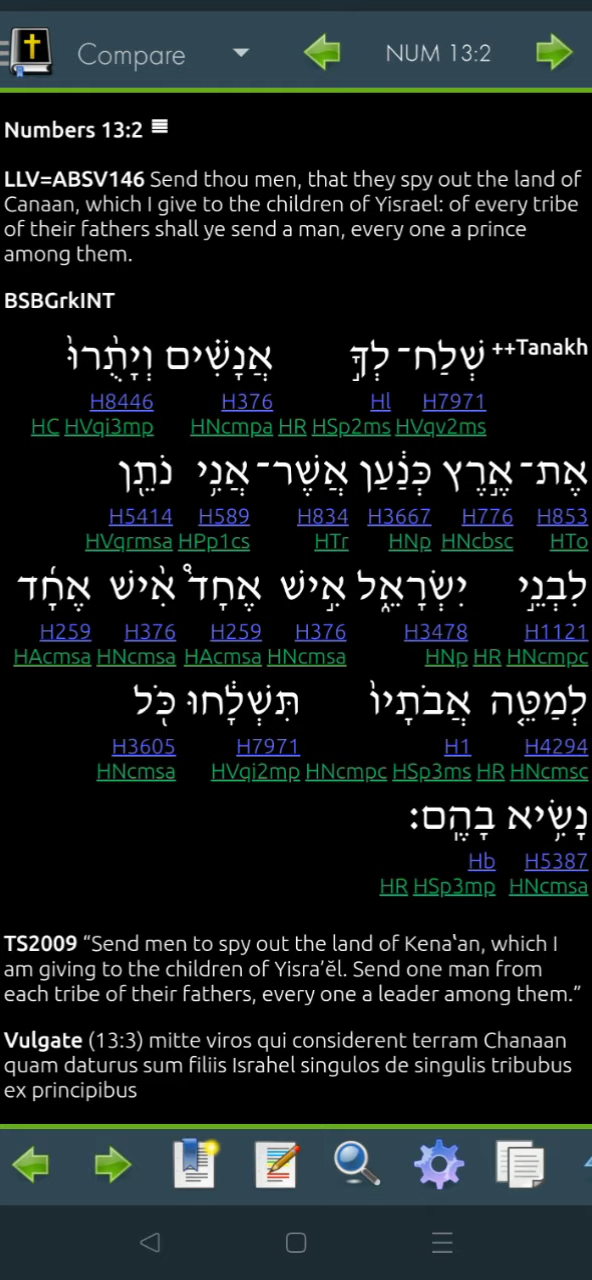 Compare NUM 13:2
Numbers 13:2
LLV=ABSV146 Send thou men, that they spy out the land of
Canaan, which I give to the children of Yisrael: of every tribe
of their fathers shall ye send a man, every one a prince
among them.
BSBGrkINT
++Tanakh שְׁלַח־ לְךָ֣ אֲנָשִׁ֗ים וְיָתֻ֙רוּ֙
H8446 H376 Hl H7971
HC HVqi3mp HNcmpa HR HSp2ms HVqv2ms
אֶת־ אֶ֣רֶץ כְּנַ֔עַן אֲשֶׁר־ אֲנִ֥י נֹתֵ֖ן
H5414 H589 H834 H3667 H776 H853
HVqrmsa HPp1cs HTr HNp HNcbsc HTo
לִבְנֵ֣י יִשְׂרָאֵ֑ל אִ֣ישׁ אֶחָד֩ אִ֨ישׁ אֶחָ֜ד
H259 H376 H259 H376 H3478 H1121
HAcmsa HNcmsa HAcmsa HNcmsa HNp HR HNcmpc
לְמַטֵּ֤ה אֲבֹתָיו֙ תִּשְׁלָ֔חוּ כֹּ֖ל
H3605 H7971 H1 H4294
HNcmsa HVqi2mp HNcmpc HSp3ms HR HNcmsc
נָשִׂ֥יא בָהֶֽם׃
Hb H5387
HR HSp3mp HNcmsa
TS2009 “Send men to spy out the land of Kenaʽan, which I
am giving to the children of Yisra’ĕl. Send one man from
each tribe of their fathers, every one a leader among them.”
Vulgate (13:3) mitte viros qui considerent terram Chanaan
quam daturus sum filiis Israhel singulos de singulis tribubus
ex principibus